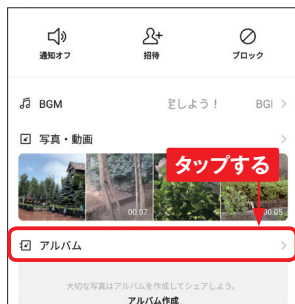 通知オフ 招待 ブロック
BGM をしよう! BGI
写真・動画
タップする
00:07 00:05
アルバム
大切な写真はアルバムを作成してシェアしよう。
アルバム作成